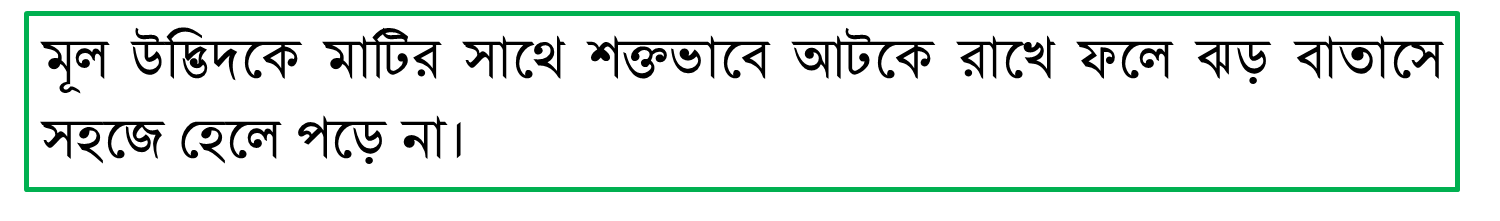 মূল উদ্ভিদকে মাটির সাথে শক্তভাবে আটকে রাখে ফলে ঝড় বাতাসে
সহজে হেলে পড়ে না।